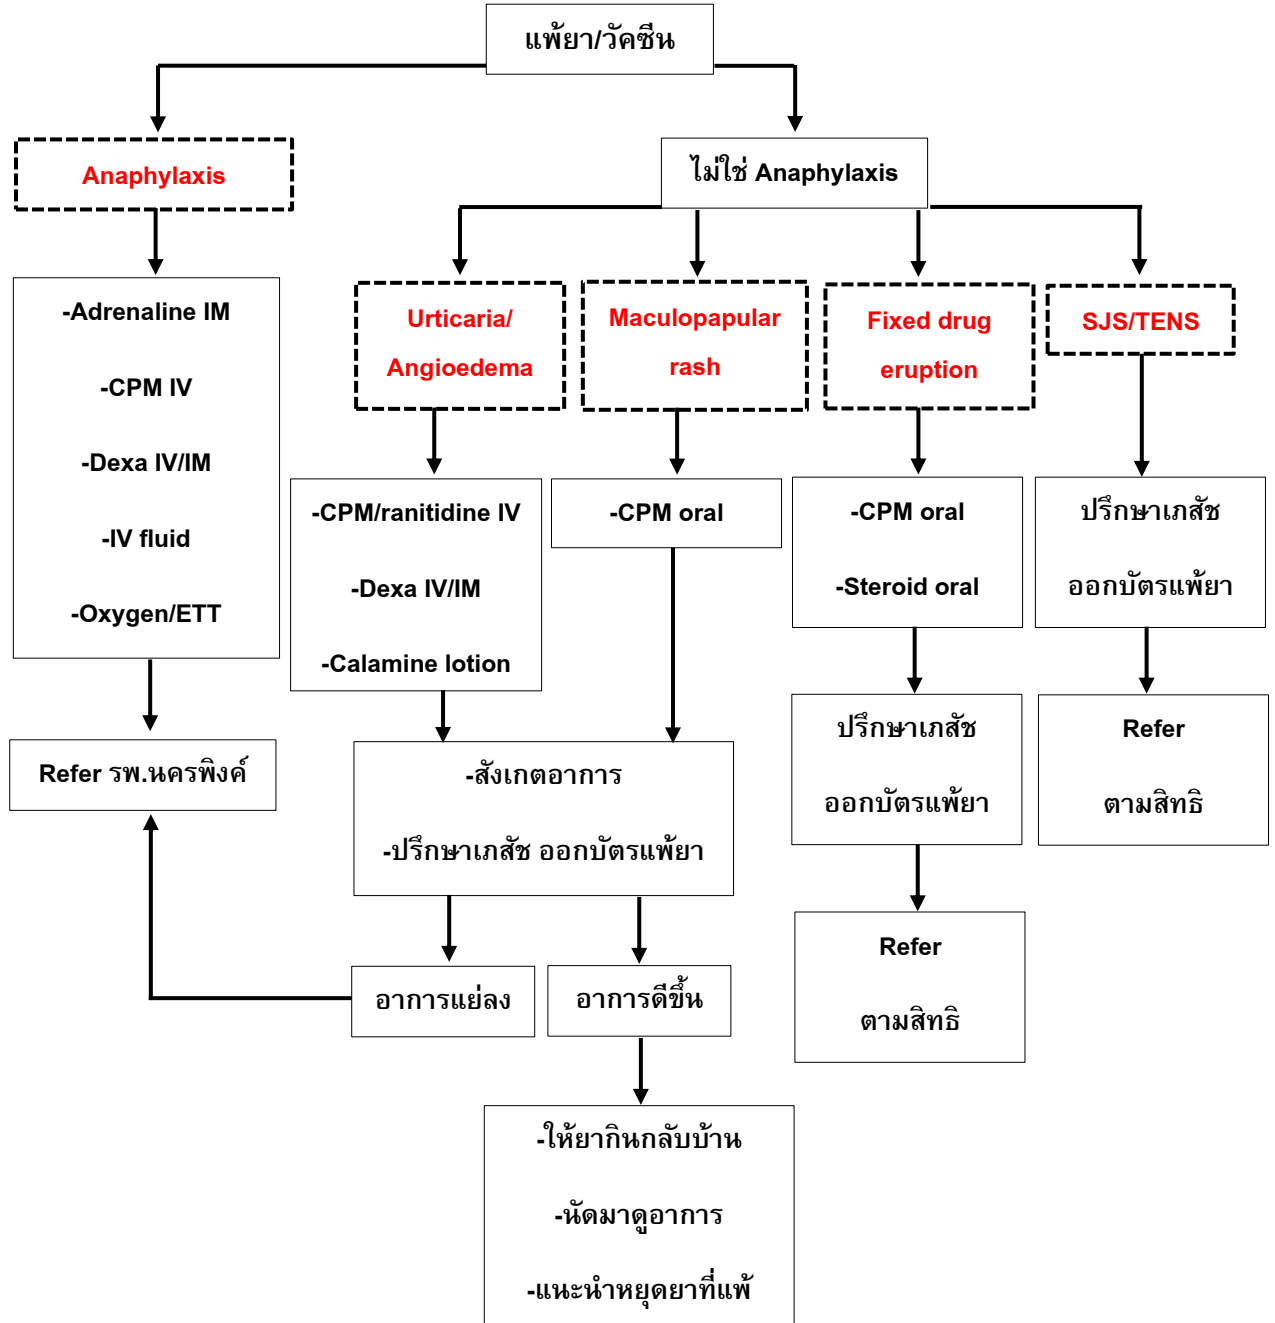 แพ้ยา/วัคซีน
Anaphylaxis
ไม่ใช่ Anaphylaxis
-Adrenaline IM
-CPM IV
-Dexa IV/IM
-IV fluid
-Oxygen/ETT
Urticaria/
Angioedema
Maculopapular
rash
Fixed drug
eruption
SJS/TENS
-CPM/ranitidine IV
-Dexa IV/IM
-Calamine lotion
-CPM oral
-CPM oral
-Steroid oral
ปรึกษาเภสัช
ออกบัตรแพ้ยา
Refer รพ.นครพิงค์
-สังเกตอาการ
-ปรึกษาเภสัช ออกบัตรแพ้ยา
ปรึกษาเภสัช
ออกบัตรแพ้ยา
Refer
ตามสิทธิ
อาการแย่ลง
อาการดีขึ้น
Refer
ตามสิทธิ
-ให้ยากินกลับบ้าน
-นัดมาดูอาการ
-แนะนำหยุดยาที่แพ้